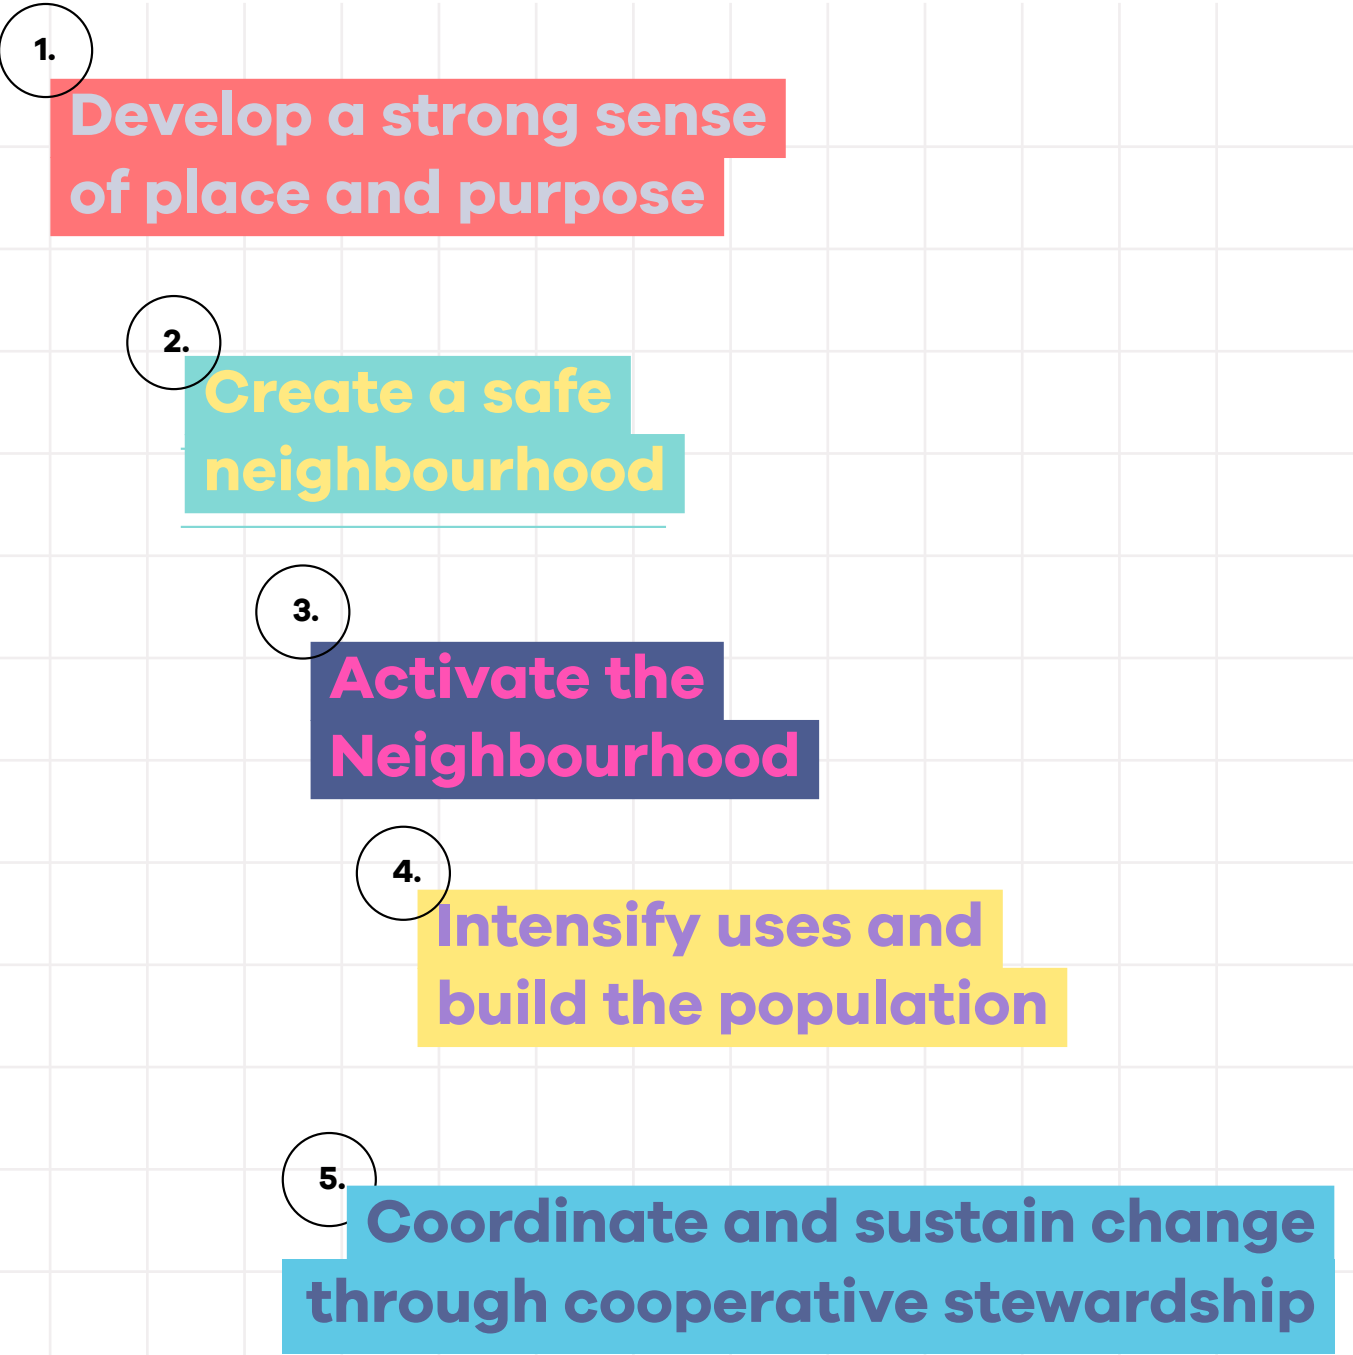 1.
Develop a strong sense
of place and purpose
2.
Create a safe
neighbourhood
3.
Activate the
Neighbourhood
4.
Intensify uses and
build the population
5.
Coordinate and sustain change
through cooperative stewardship